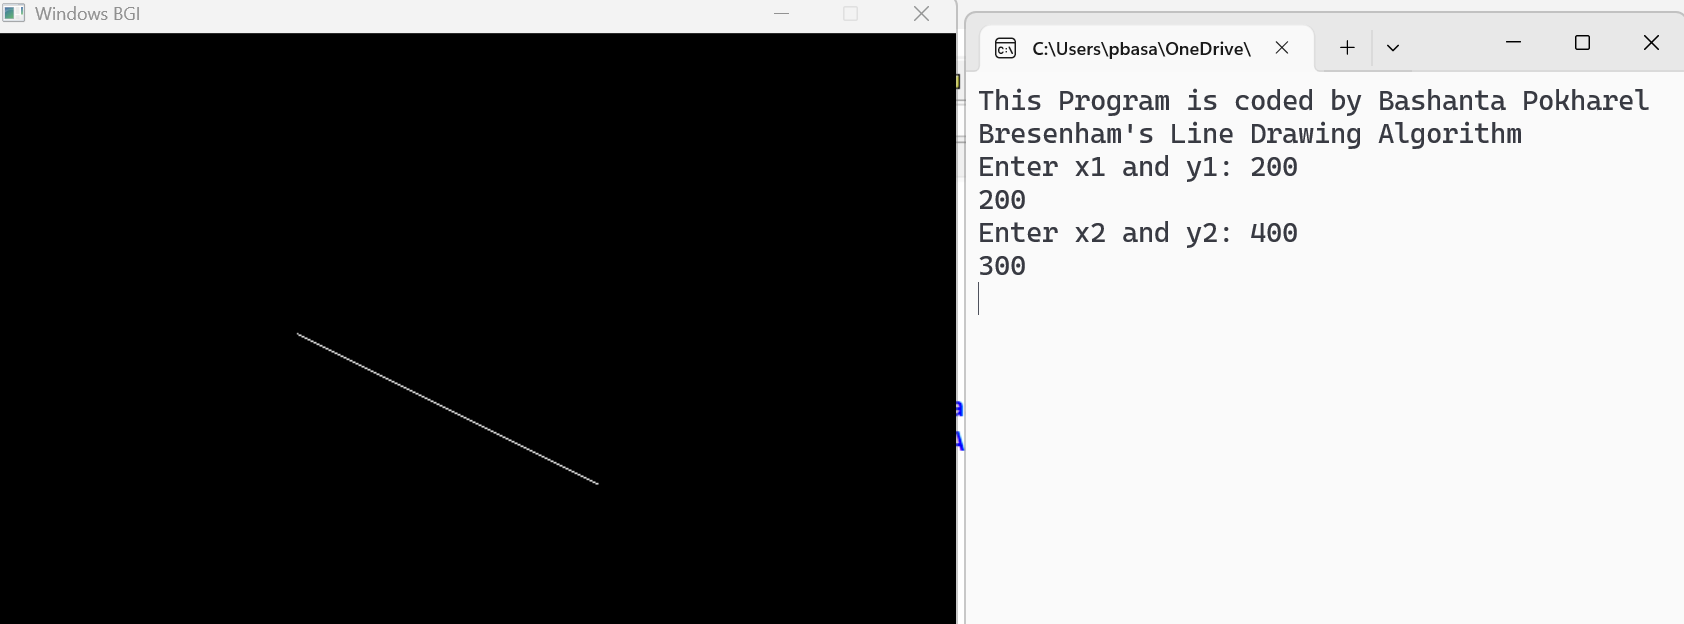 Windows BGI
C:\Users\pbasa\OneDrive\
This Program is coded by Bashanta Pokharel
Bresenham's Line Drawing Algorithm
Enter x1 and y1: 200
200
Enter x2 and y2: 400
300
a
A